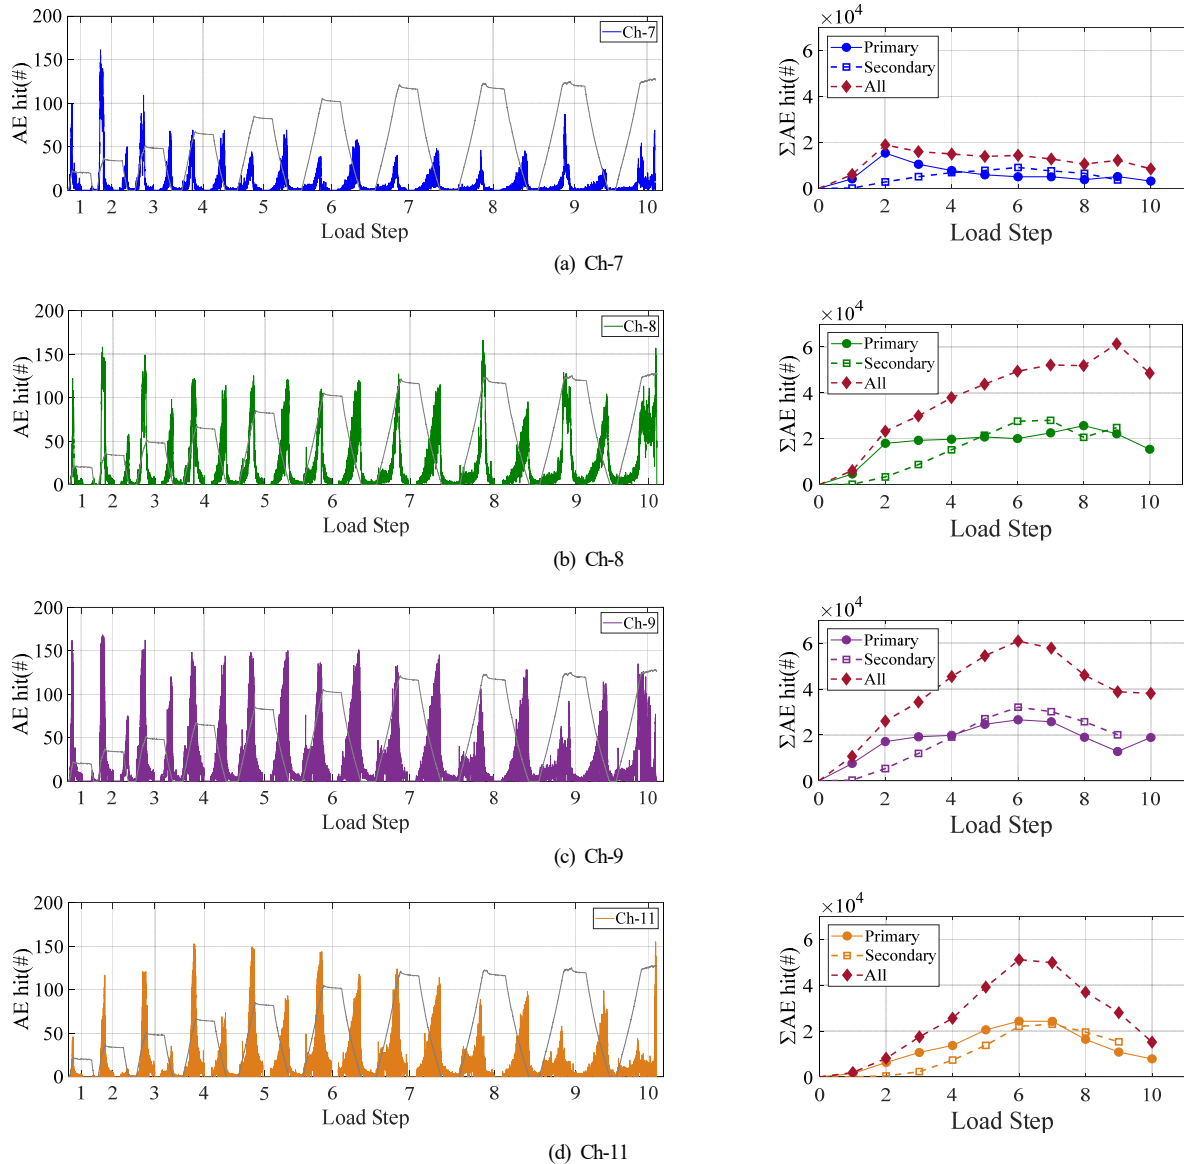 200
150
100
50
0
AE hit(#)
Ch-7
1 2 3 4 5 6 7 8 9 10
Load Step
×10⁴
6
4
2
0
ΣAE hit(#)
Primary
Secondary
All
0 2 4 6 8 10
Load Step
(a) Ch-7
200
150
100
50
0
AE hit(#)
Ch-8
1 2 3 4 5 6 7 8 9 10
Load Step
×10⁴
6
4
2
0
ΣAE hit(#)
Primary
Secondary
All
0 2 4 6 8 10
Load Step
(b) Ch-8
200
150
100
50
0
AE hit(#)
Ch-9
1 2 3 4 5 6 7 8 9 10
Load Step
×10⁴
6
4
2
0
ΣAE hit(#)
Primary
Secondary
All
0 2 4 6 8 10
Load Step
(c) Ch-9
200
150
100
50
0
AE hit(#)
Ch-11
1 2 3 4 5 6 7 8 9 10
Load Step
×10⁴
6
4
2
0
ΣAE hit(#)
Primary
Secondary
All
0 2 4 6 8 10
Load Step
(d) Ch-11